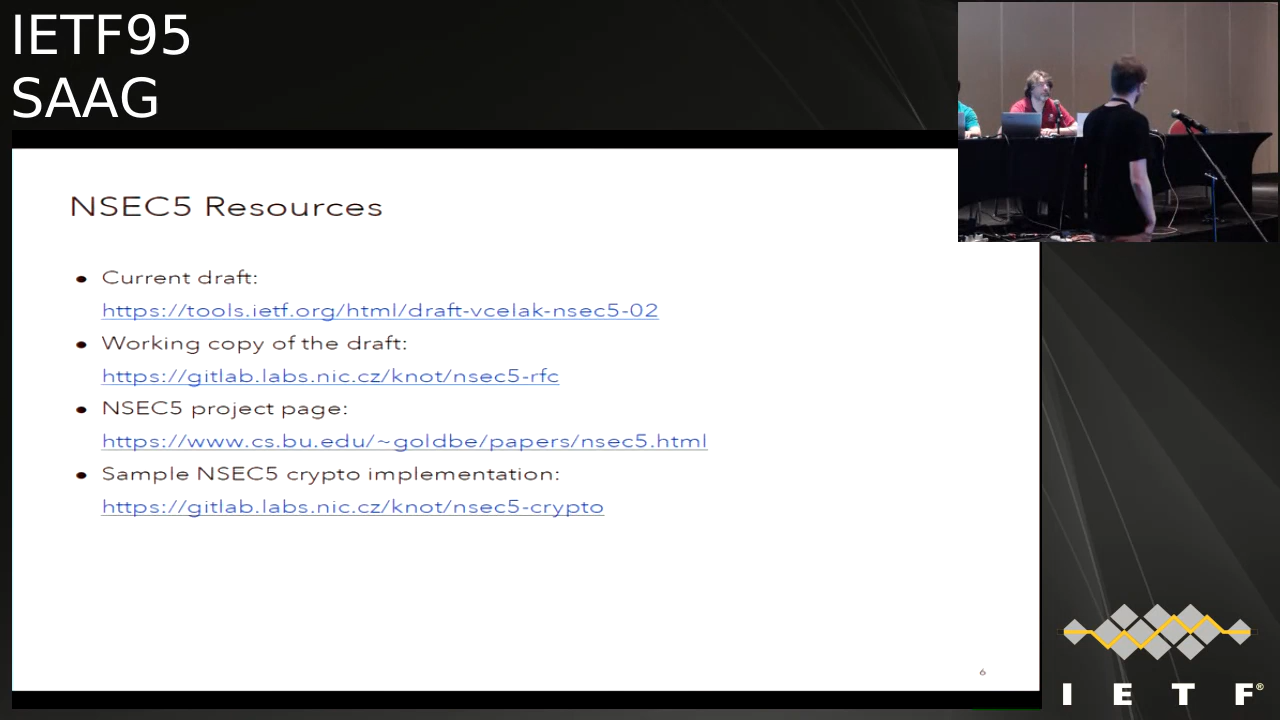 IETF95
SAAG
NSEC5 Resources
• Current draft:
https://tools.ietf.org/html/draft-vcelak-nsec5-02
• Working copy of the draft:
https://gitlab.labs.nic.cz/knot/nsec5-rfc
• NSEC5 project page:
https://www.cs.bu.edu/~goldbe/papers/nsec5.html
• Sample NSEC5 crypto implementation:
https://gitlab.labs.nic.cz/knot/nsec5-crypto
6
I E T F®